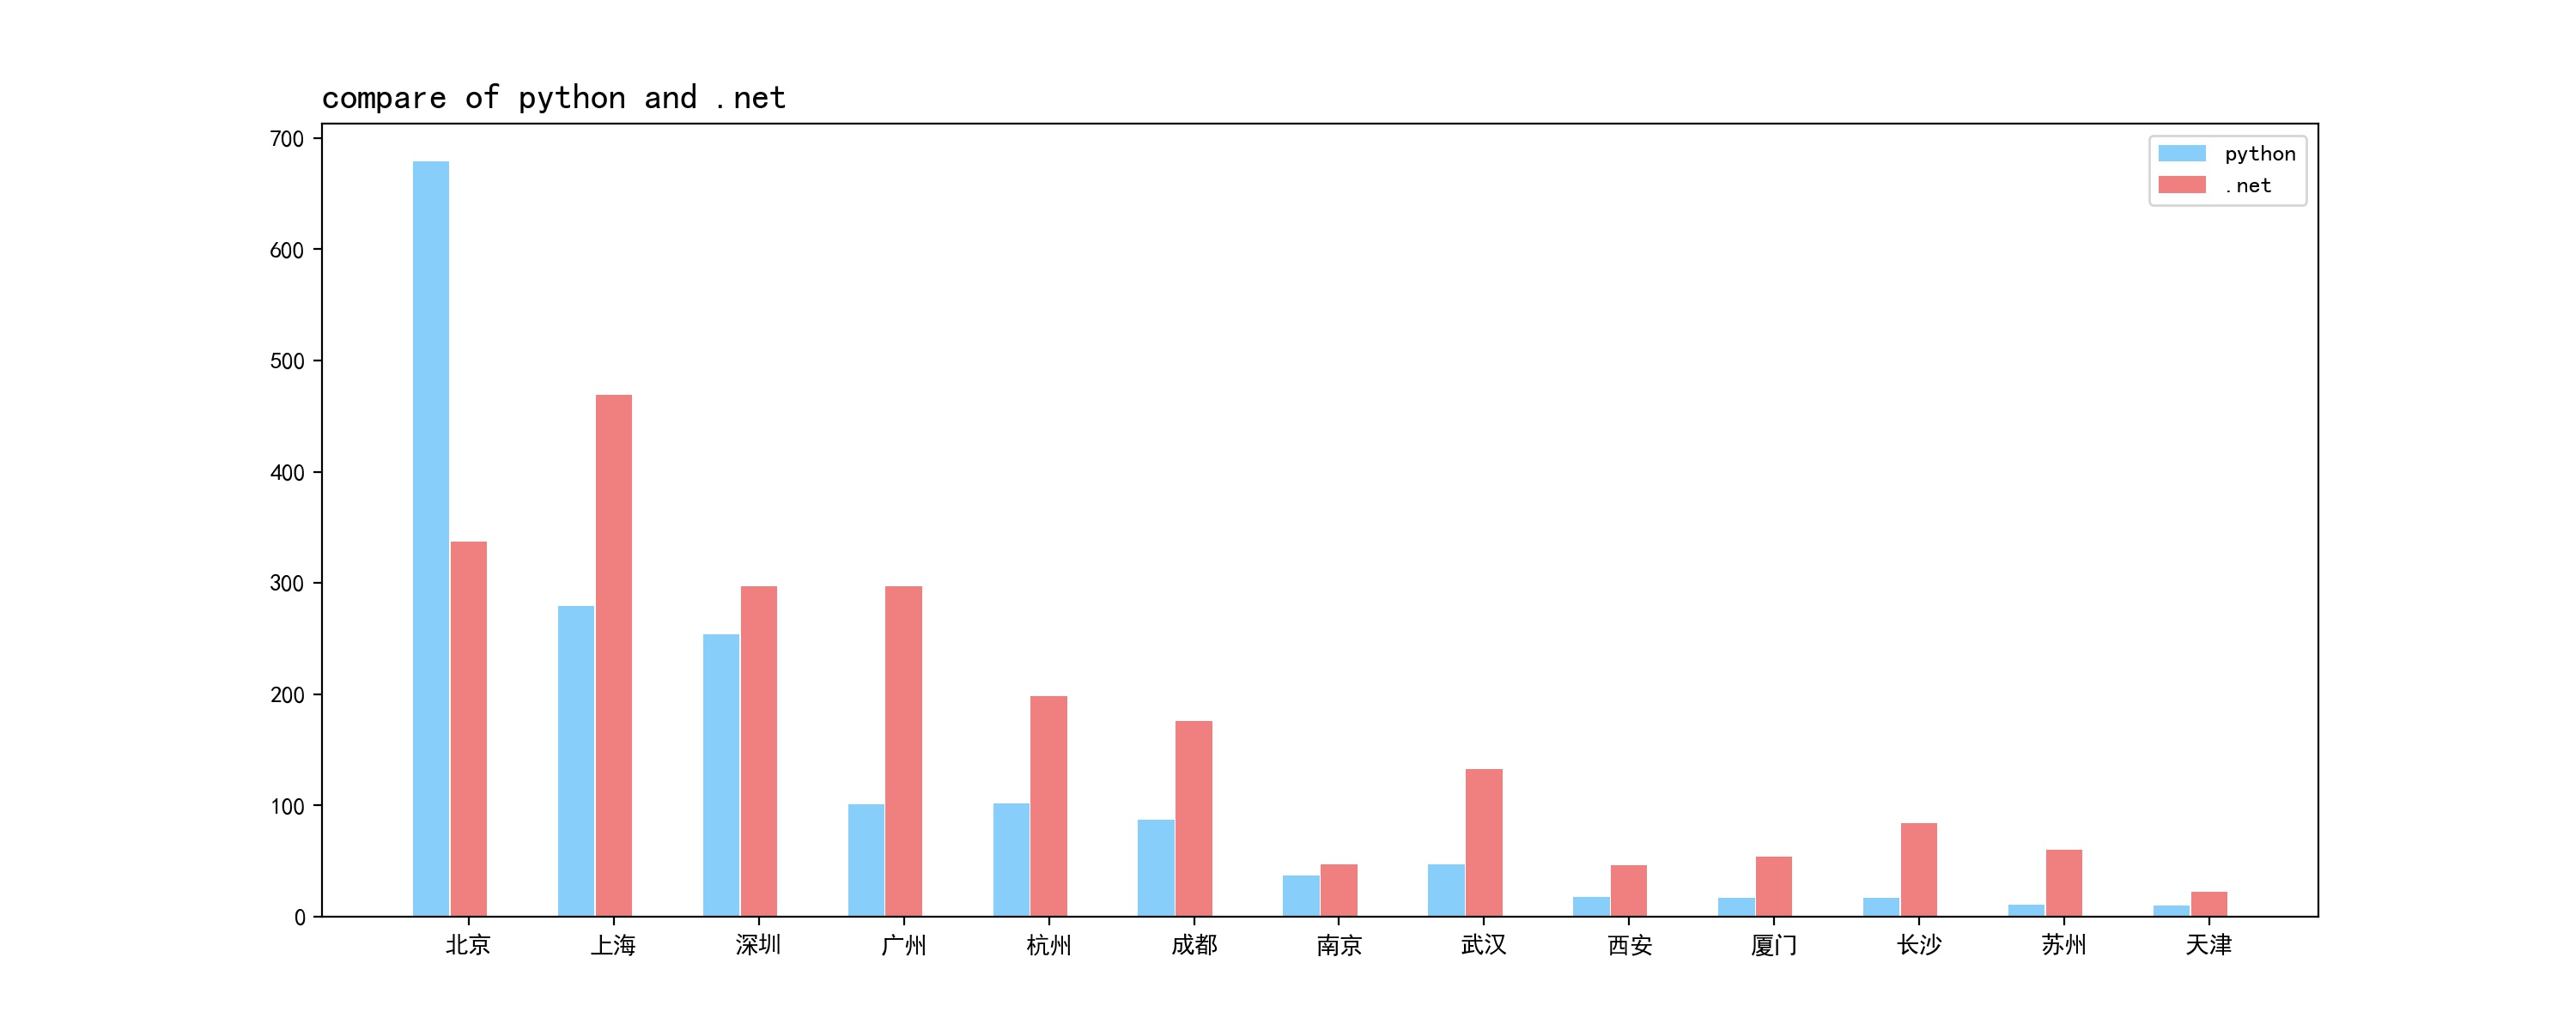 compare of python and .net
700
600
500
400
300
200
100
0
python
.net
北京 上海 深圳 广州 杭州 成都 南京 武汉 西安 厦门 长沙 苏州 天津